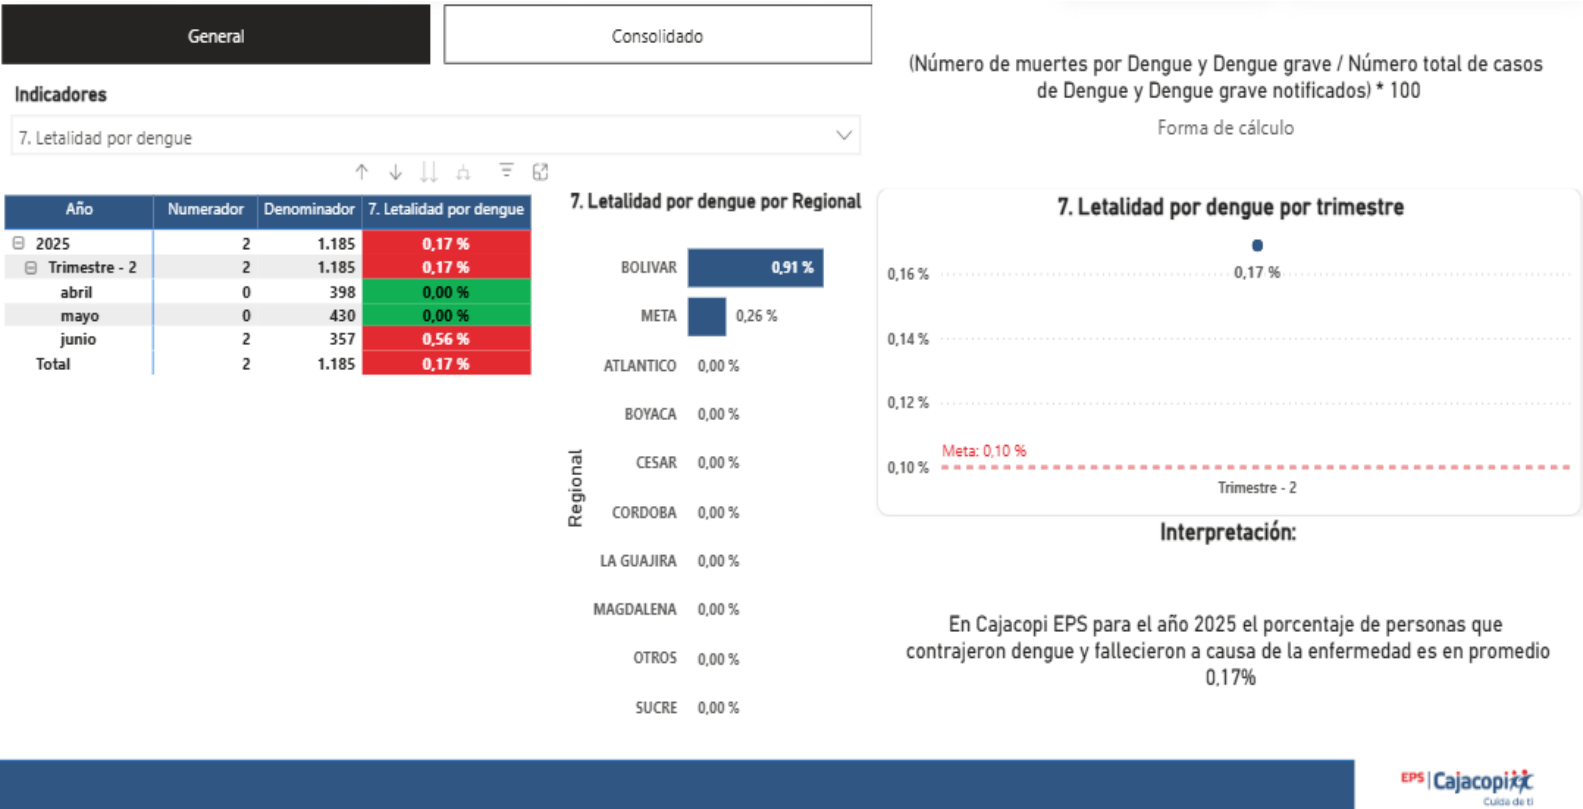 General
Consolidado
Indicadores
7. Letalidad por dengue
Año Numerador Denominador 7. Letalidad por dengue
2025 2 1.185 0,17 %
Trimestre - 2 2 1.185 0,17 %
abril 0 398 0,00 %
mayo 0 430 0,00 %
junio 2 357 0,56 %
Total 2 1.185 0,17 %
7. Letalidad por dengue por Regional
Regional
BOLIVAR 0,91 %
META 0,26 %
ATLANTICO 0,00 %
BOYACA 0,00 %
CESAR 0,00 %
CORDOBA 0,00 %
LA GUAJIRA 0,00 %
MAGDALENA 0,00 %
OTROS 0,00 %
SUCRE 0,00 %
(Número de muertes por Dengue y Dengue grave / Número total de casos
de Dengue y Dengue grave notificados) * 100
Forma de cálculo
7. Letalidad por dengue por trimestre
0,16 %
0,17 %
0,14 %
0,12 %
Meta: 0,10 %
0,10 %
Trimestre - 2
Interpretación:
En Cajacopi EPS para el año 2025 el porcentaje de personas que
contrajeron dengue y fallecieron a causa de la enfermedad es en promedio
0,17%
EPS Cajacopi
Cuida de ti